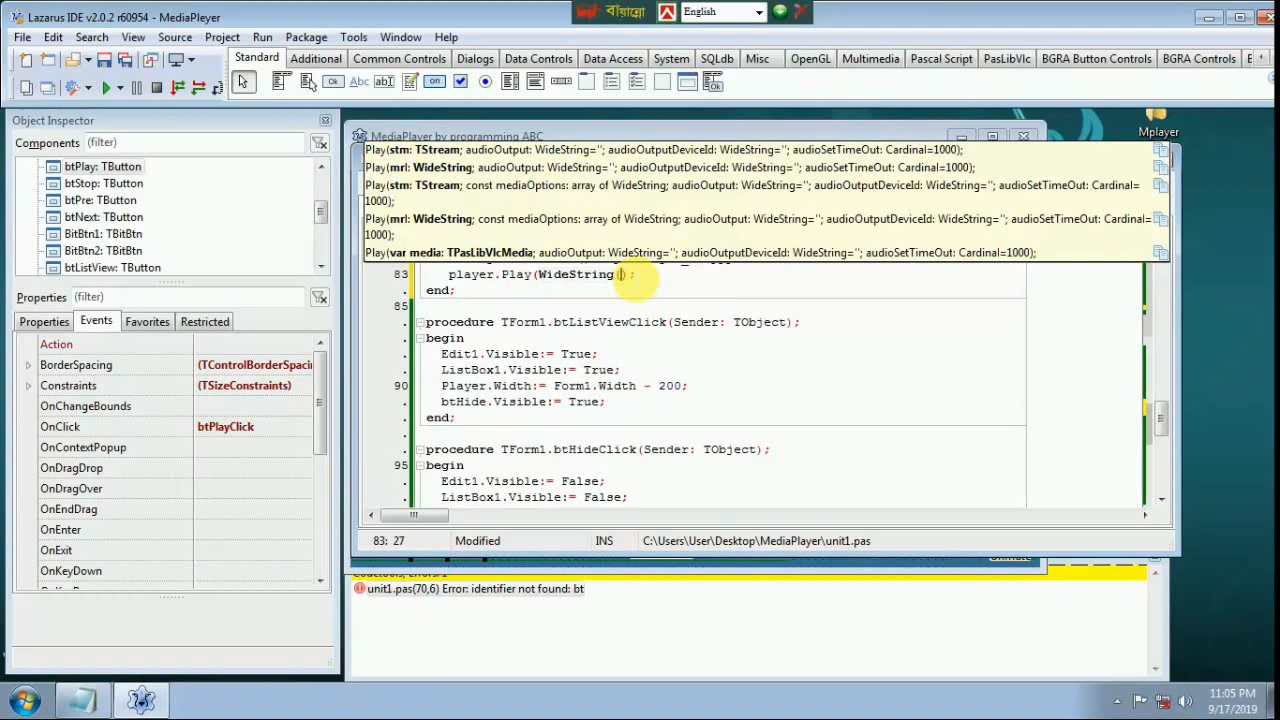 Lazarus IDE v2.0.2 r60954 - MediaPlayer
বাঁয়ান্নো
English
File Edit Search View Source Project Run Package Tools Window Help
Standard Additional Common Controls Dialogs Data Controls Data Access System SQLdb Misc OpenGL Multimedia Pascal Script PasLibVlc BGRA Button Controls BGRA Controls
Ok Abc abI on Ok
Object Inspector
Components (filter)
btPlay: TButton
btStop: TButton
btPre: TButton
btNext: TButton
BitBtn1: TBitBtn
BitBtn2: TBitBtn
btListView: TButton
Properties (filter)
Properties Events Favorites Restricted
Action
BorderSpacing (TControlBorderSpaci
Constraints (TSizeConstraints)
OnChangeBounds
OnClick btPlayClick
OnContextPopup
OnDragDrop
OnDragOver
OnEndDrag
OnEnter
OnExit
OnKeyDown
MediaPlayer by programming ABC
Mplayer
Play(stm: TStream; audioOutput: WideString=''; audioOutputDeviceId: WideString=''; audioSetTimeOut: Cardinal=1000);
Play(mrl: WideString; audioOutput: WideString=''; audioOutputDeviceId: WideString=''; audioSetTimeOut: Cardinal=1000);
Play(stm: TStream; const mediaOptions: array of WideString; audioOutput: WideString=''; audioOutputDeviceId: WideString=''; audioSetTimeOut: Cardinal=
1000);
Play(mrl: WideString; const mediaOptions: array of WideString; audioOutput: WideString=''; audioOutputDeviceId: WideString=''; audioSetTimeOut: Cardinal=
1000);
Play(var media: TPasLibVlcMedia; audioOutput: WideString=''; audioOutputDeviceId: WideString=''; audioSetTimeOut: Cardinal=1000);
83 player.Play(WideString();
end;
85
procedure TForm1.btListViewClick(Sender: TObject);
begin
Edit1.Visible:= True;
ListBox1.Visible:= True;
90 Player.Width:= Form1.Width - 200;
btHide.Visible:= True;
end;
procedure TForm1.btHideClick(Sender: TObject);
95 begin
Edit1.Visible:= False;
ListBox1.Visible:= False;
83: 27 Modified INS C:\Users\User\Desktop\MediaPlayer\unit1.pas
unit1.pas(70,6) Error: identifier not found: bt
11:05 PM
9/17/2019